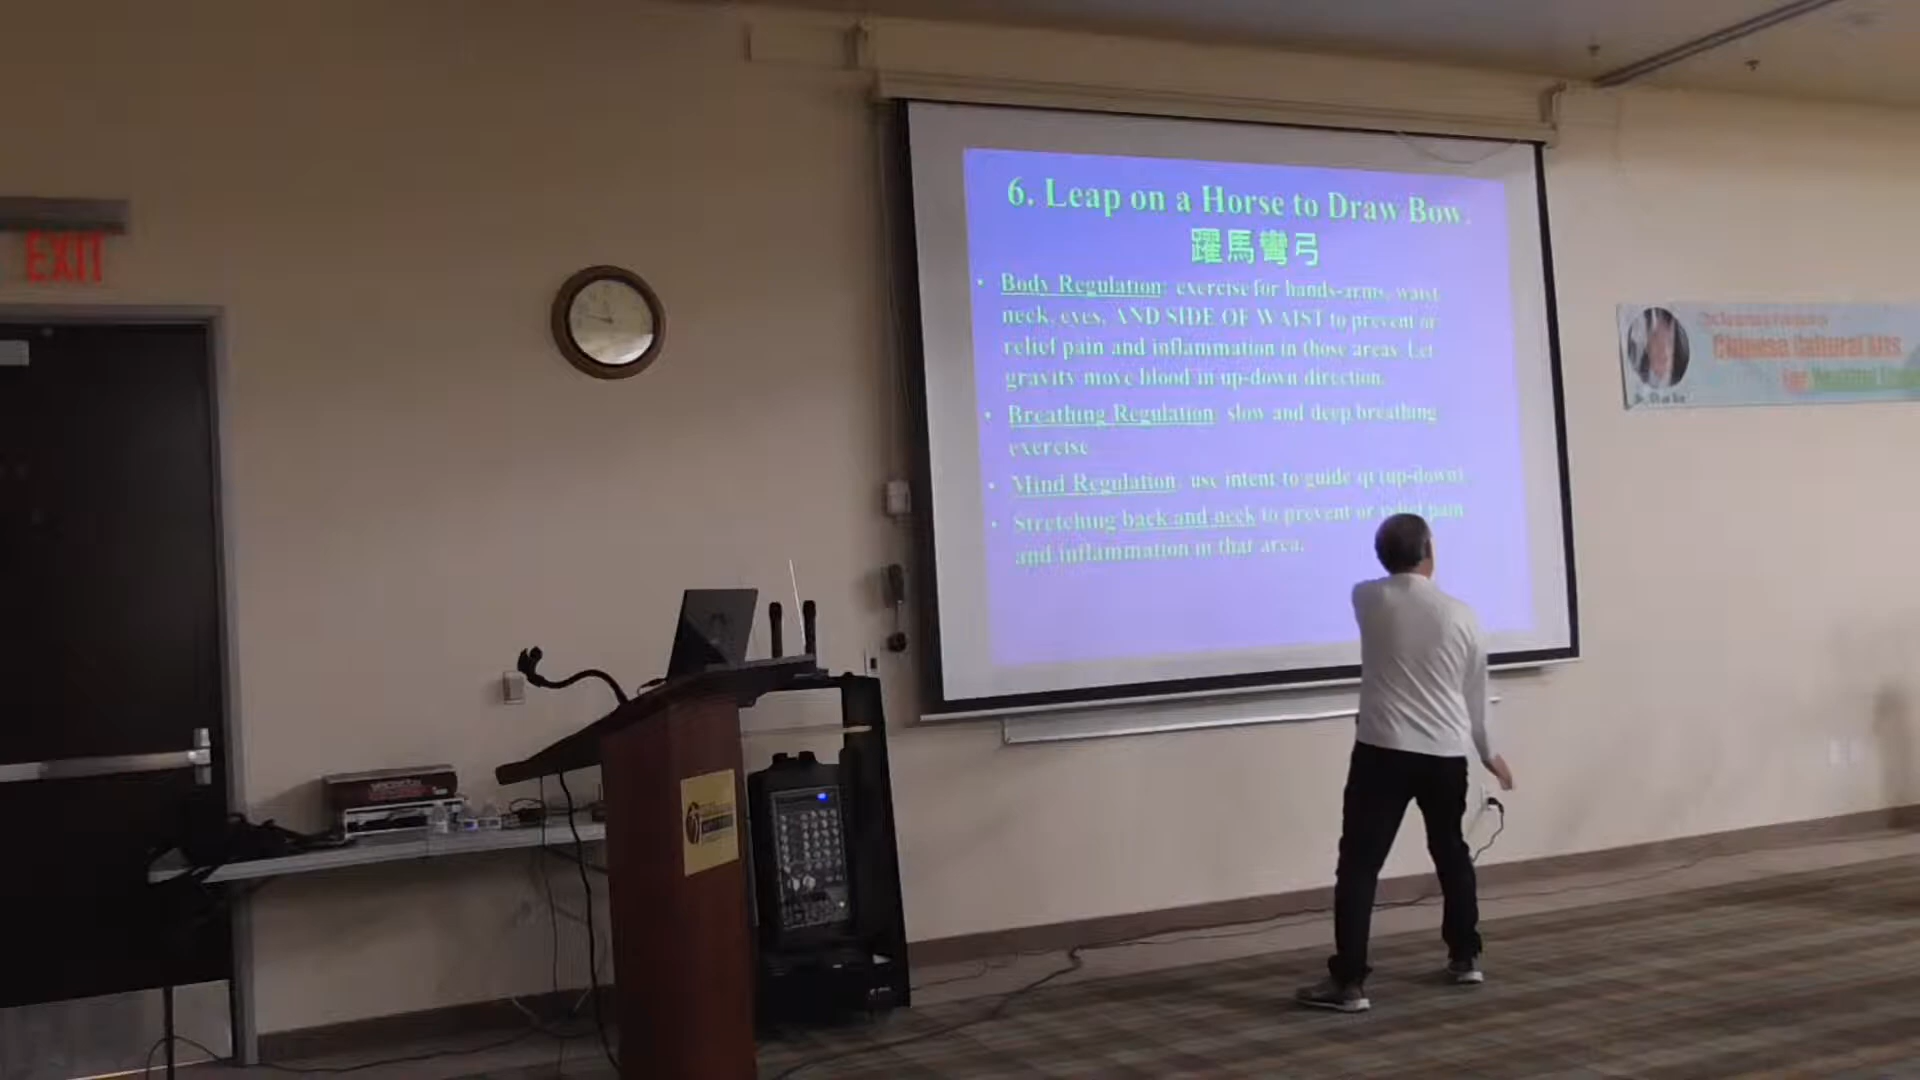 EXIT
6. Leap on a Horse to Draw Bow.
躍馬彎弓
• Body Regulation: exercise for hands-arms, waist,
neck, eyes, AND SIDE OF WAIST to prevent or
relief pain and inflammation in those areas. Let
gravity move blood in up-down direction.
• Breathing Regulation: slow and deep breathing
exercise
• Mind Regulation: use intent to guide qi (up-down)
• Stretching back and neck to prevent or relief pain
and inflammation in that area.
Chinese Cultural Arts
for